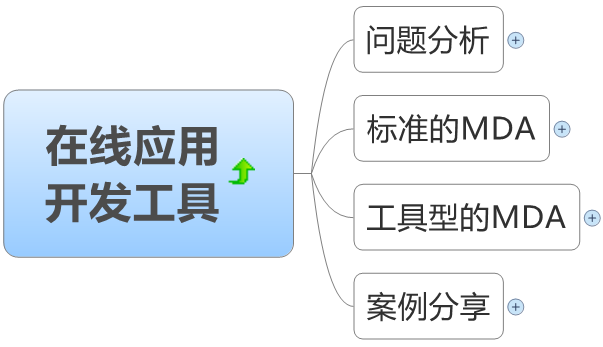 在线应用
开发工具
问题分析
标准的MDA
工具型的MDA
案例分享